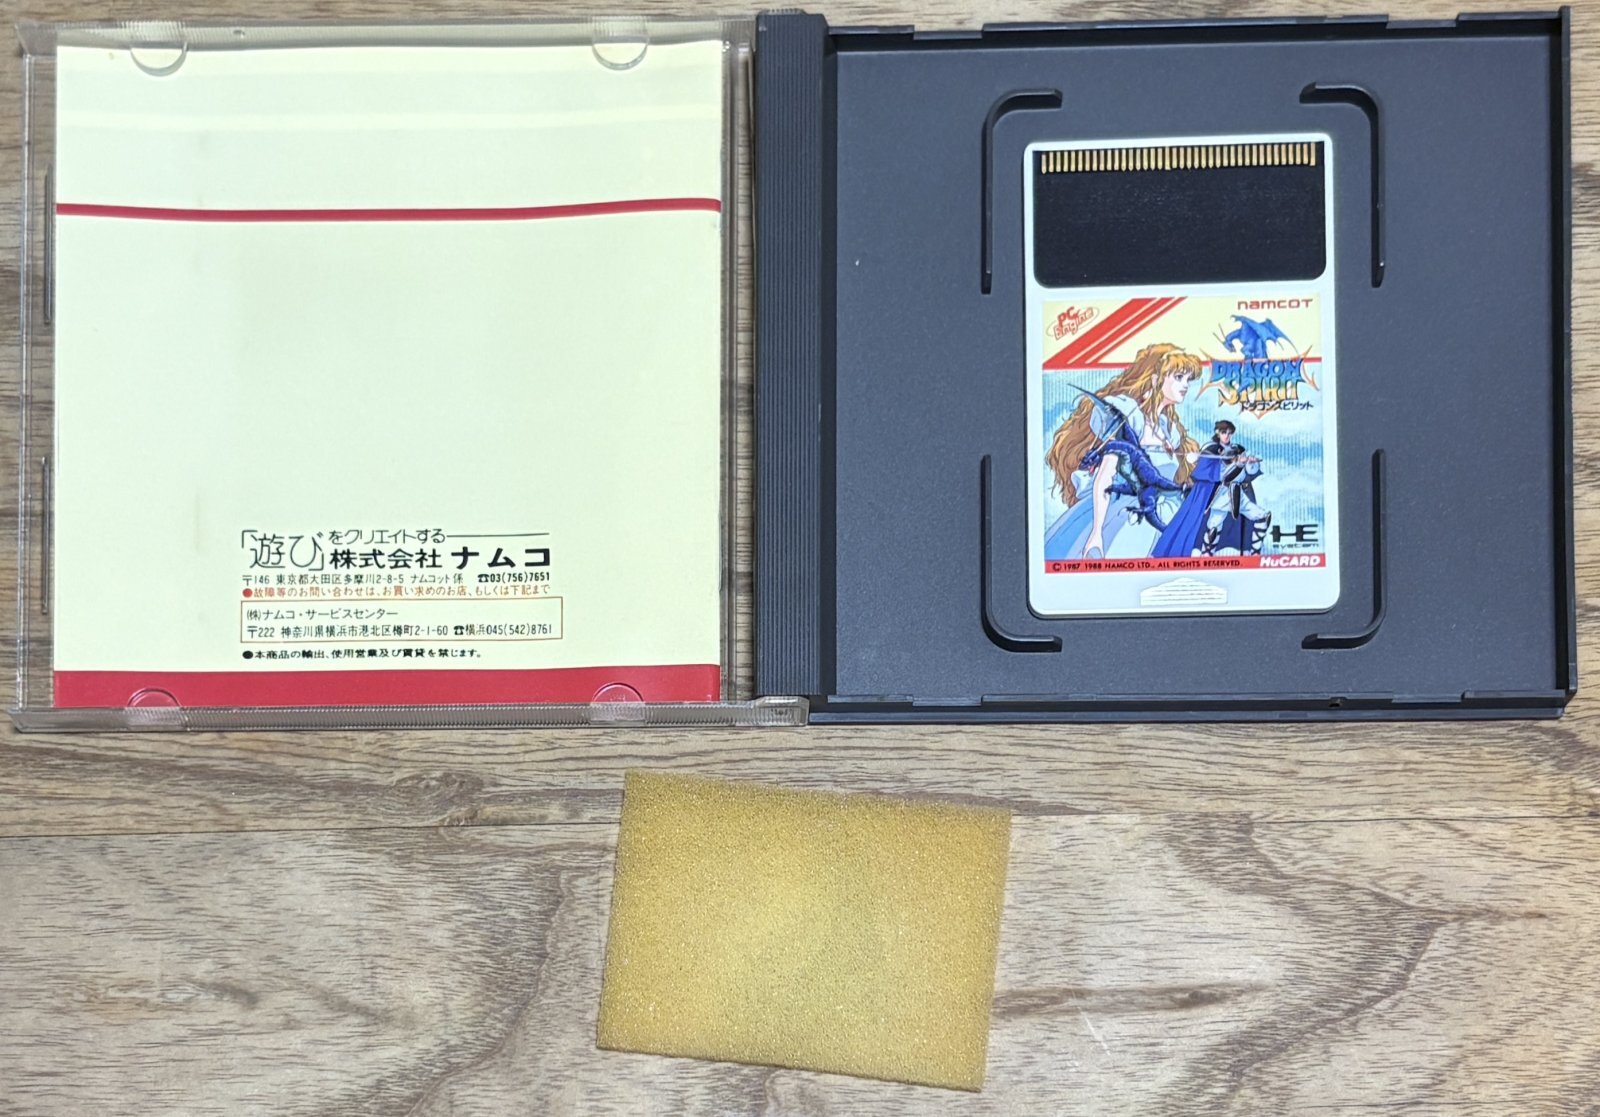 「遊び」をクリエイトする
株式会社ナムコ
〒146 東京都大田区多摩川2-8-5 ナムコット係 ☎03(756)7651
●故障等のお問い合わせは、お買い求めのお店、もしくは下記まで
(株)ナムコ・サービスセンター
〒222 神奈川県横浜市港北区樽町2-1-60 ☎横浜045(542)8761
●本商品の輸出、使用営業及び賃貸を禁じます。
PC Engine
namcot
DRAGON
SPIRIT
ドラゴンスピリット
HE
system
© 1987 1988 NAMCO LTD., ALL RIGHTS RESERVED.
HuCARD